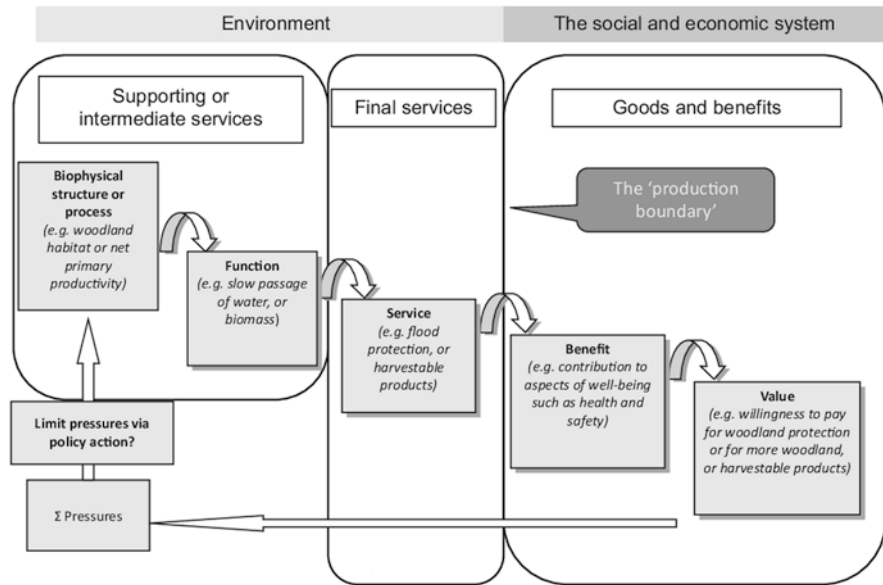 Environment
The social and economic system
Supporting or
intermediate services
Final services
Goods and benefits
Biophysical
structure or
process
(e.g. woodland
habitat or net
primary
productivity)
The ‘production
boundary’
Function
(e.g. slow passage
of water, or
biomass)
Service
(e.g. flood
protection, or
harvestable
products)
Benefit
(e.g. contribution to
aspects of well-being
such as health and
safety)
Value
(e.g. willingness to pay
for woodland protection
or for more woodland,
or harvestable products)
Limit pressures via
policy action?
Σ Pressures